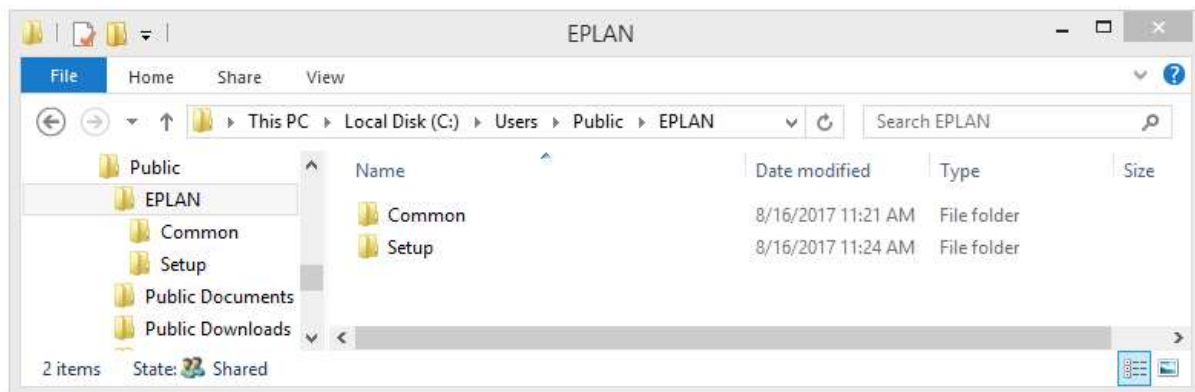 EPLAN
File Home Share View
This PC Local Disk (C:) Users Public EPLAN Search EPLAN
Public
EPLAN
Common
Setup
Public Documents
Public Downloads
Name Date modified Type Size
Common 8/16/2017 11:21 AM File folder
Setup 8/16/2017 11:24 AM File folder
2 items State: Shared